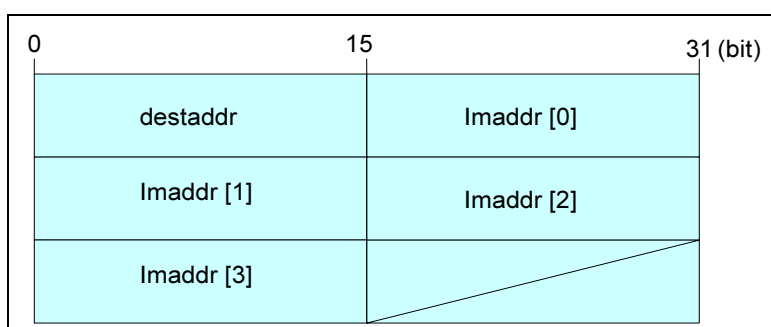 0 15 31 (bit)
destaddr Imaddr [0]
Imaddr [1] Imaddr [2]
Imaddr [3]